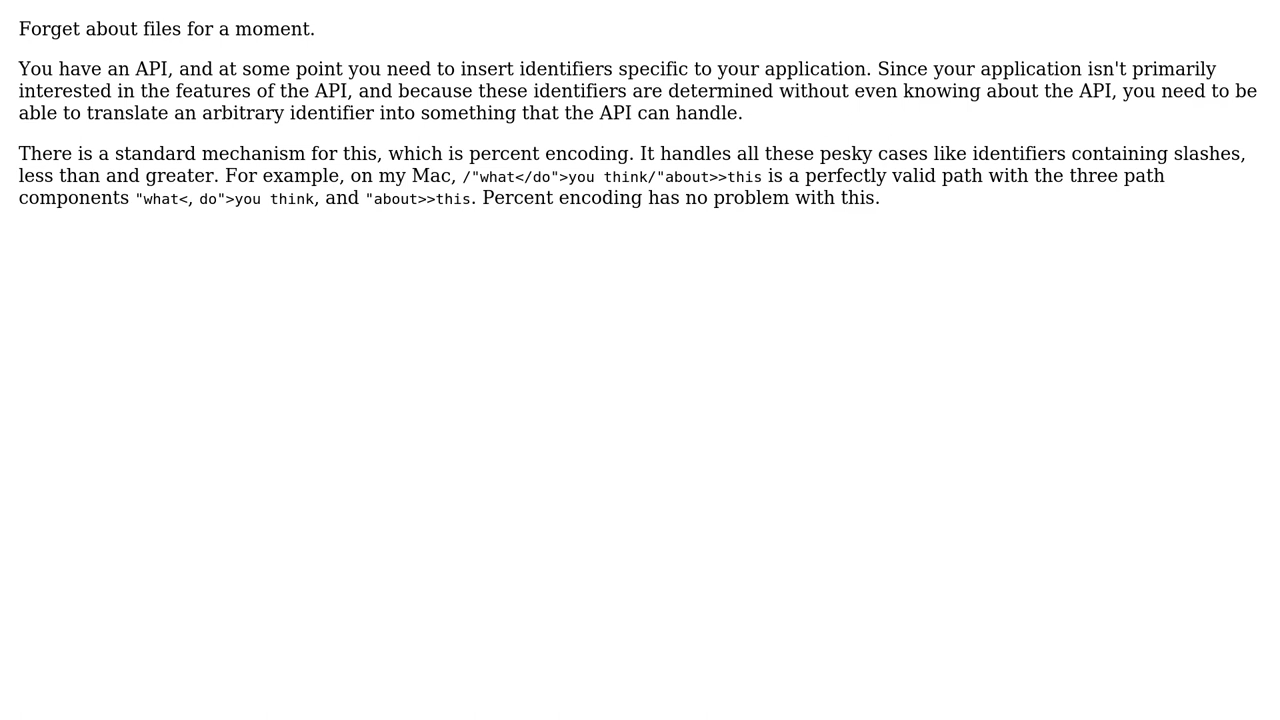 Forget about files for a moment.
You have an API, and at some point you need to insert identifiers specific to your application. Since your application isn't primarily
interested in the features of the API, and because these identifiers are determined without even knowing about the API, you need to be
able to translate an arbitrary identifier into something that the API can handle.
There is a standard mechanism for this, which is percent encoding. It handles all these pesky cases like identifiers containing slashes,
less than and greater. For example, on my Mac, /"what</do">you think/"about>>this is a perfectly valid path with the three path
components "what<, do">you think, and "about>>this. Percent encoding has no problem with this.